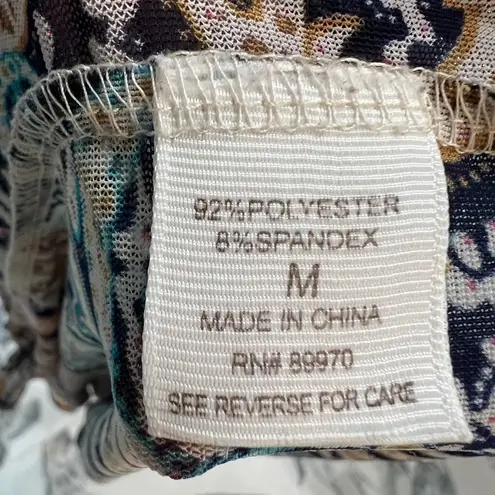 92%POLYESTER
8%SPANDEX
M
MADE IN CHINA
RN# 89970
SEE REVERSE FOR CARE